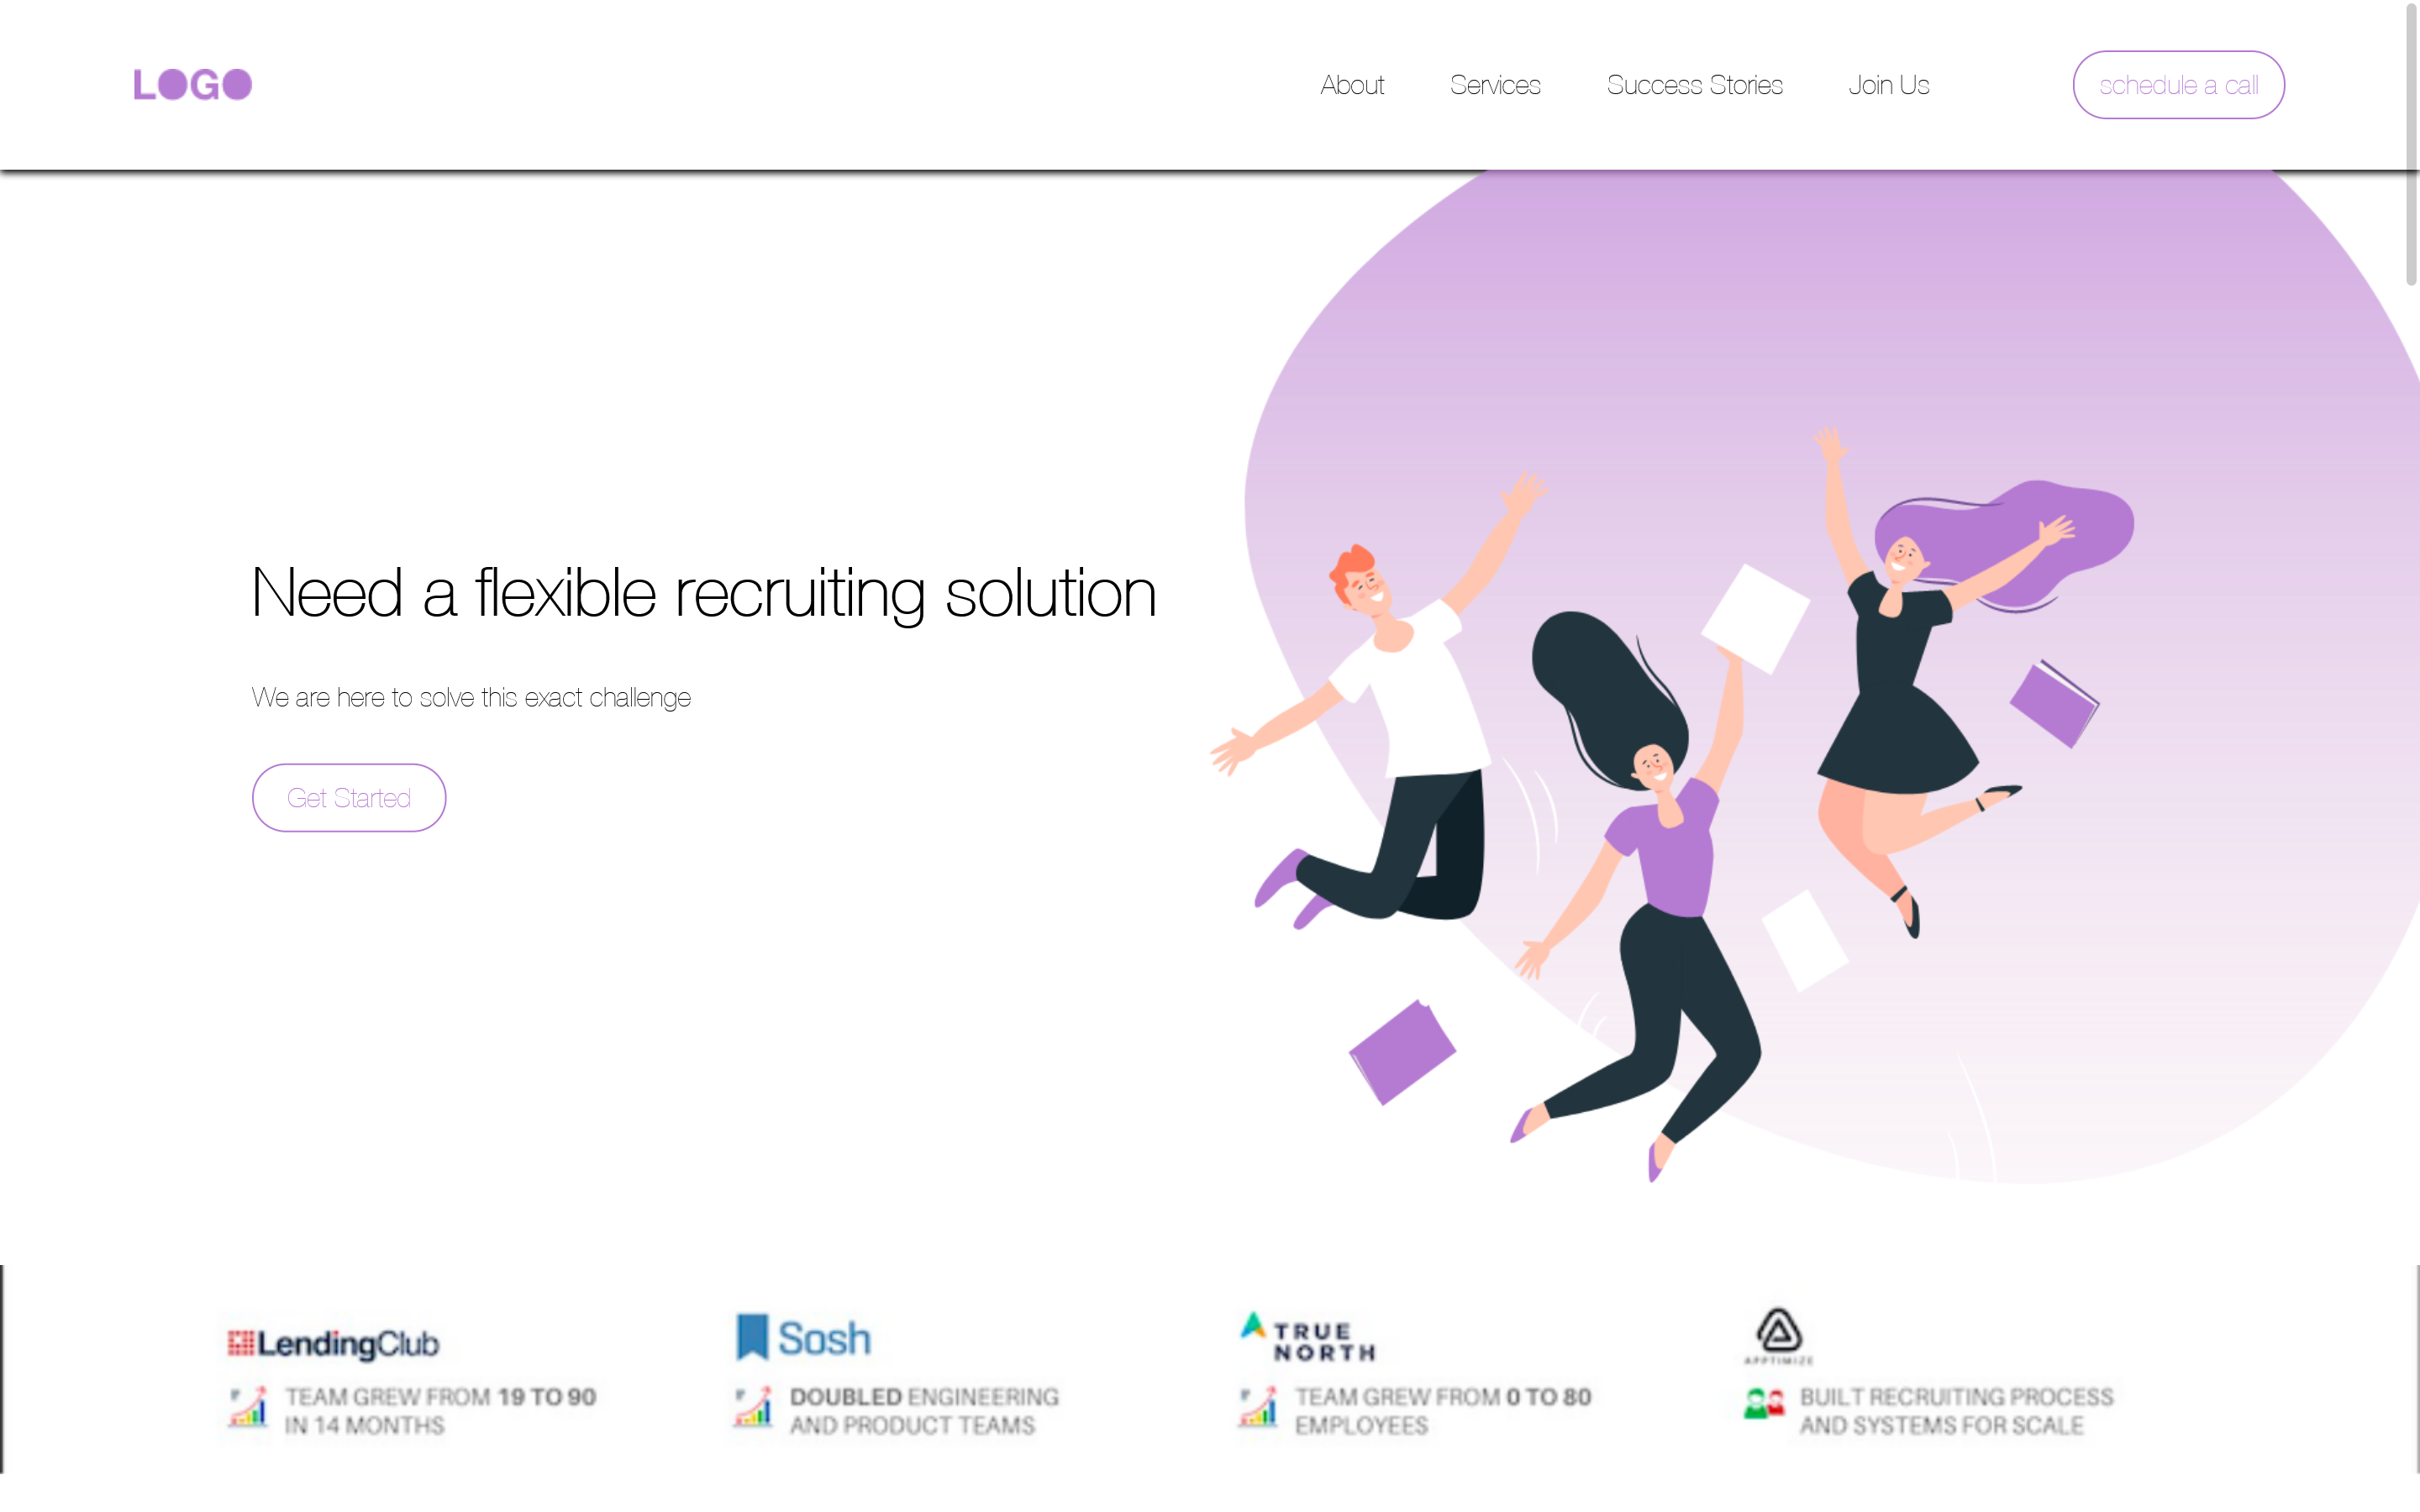 LOGO
About
Services
Success Stories
Join Us
schedule a call
Need a flexible recruiting solution
We are here to solve this exact challenge
Get Started
LendingClub
TEAM GREW FROM 19 TO 90
IN 14 MONTHS
Sosh
DOUBLED ENGINEERING
AND PRODUCT TEAMS
TRUE
NORTH
TEAM GREW FROM 0 TO 80
EMPLOYEES
APPTIMIZE
BUILT RECRUITING PROCESS
AND SYSTEMS FOR SCALE